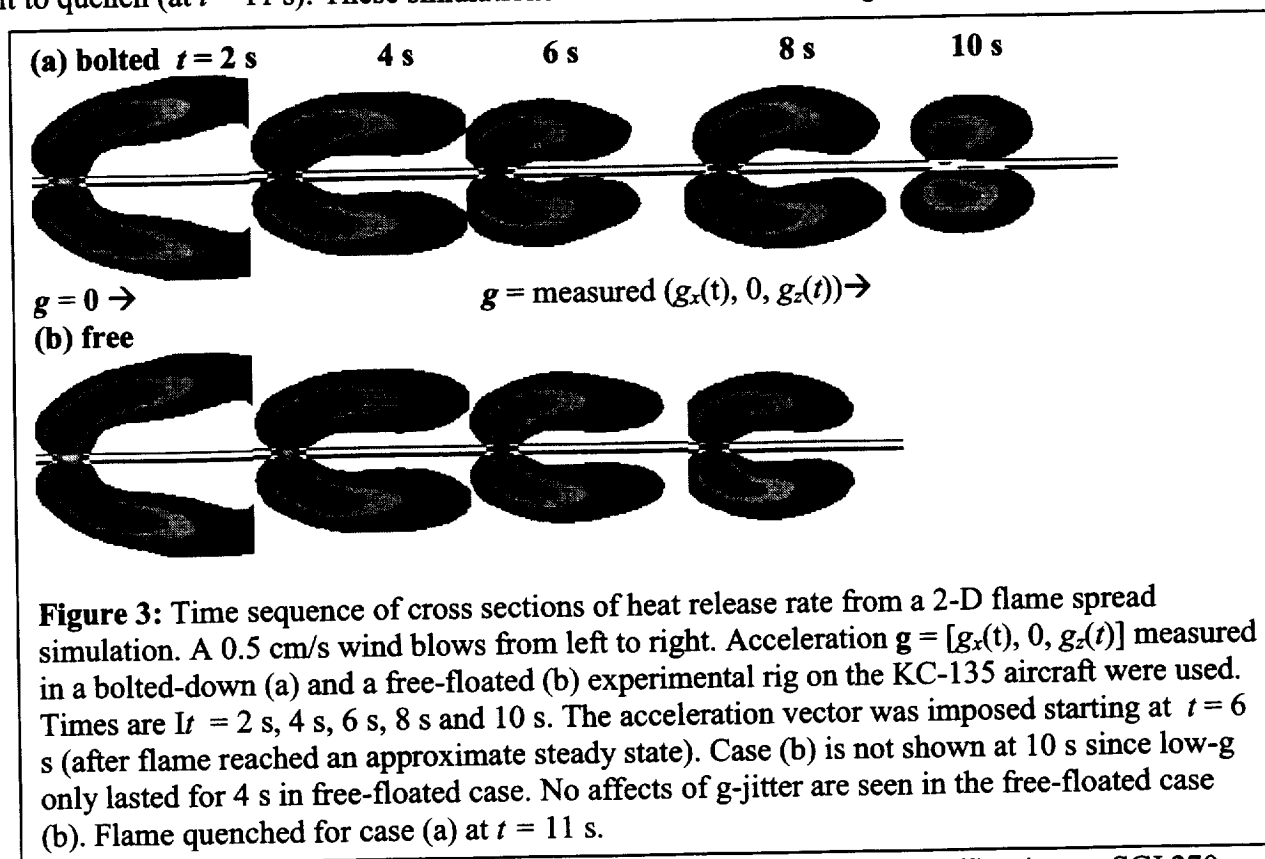 to quench (at t = 11 s). These simulations
(a) bolted t = 2 s 4 s 6 s 8 s 10 s
g = 0 → g = measured (gx(t), 0, gz(t))→
(b) free
Figure 3: Time sequence of cross sections of heat release rate from a 2-D flame spread
simulation. A 0.5 cm/s wind blows from left to right. Acceleration g = [gx(t), 0, gz(t)] measured
in a bolted-down (a) and a free-floated (b) experimental rig on the KC-135 aircraft were used.
Times are It = 2 s, 4 s, 6 s, 8 s and 10 s. The acceleration vector was imposed starting at t = 6
s (after flame reached an approximate steady state). Case (b) is not shown at 10 s since low-g
only lasted for 4 s in free-floated case. No affects of g-jitter are seen in the free-floated case
(b). Flame quenched for case (a) at t = 11 s.